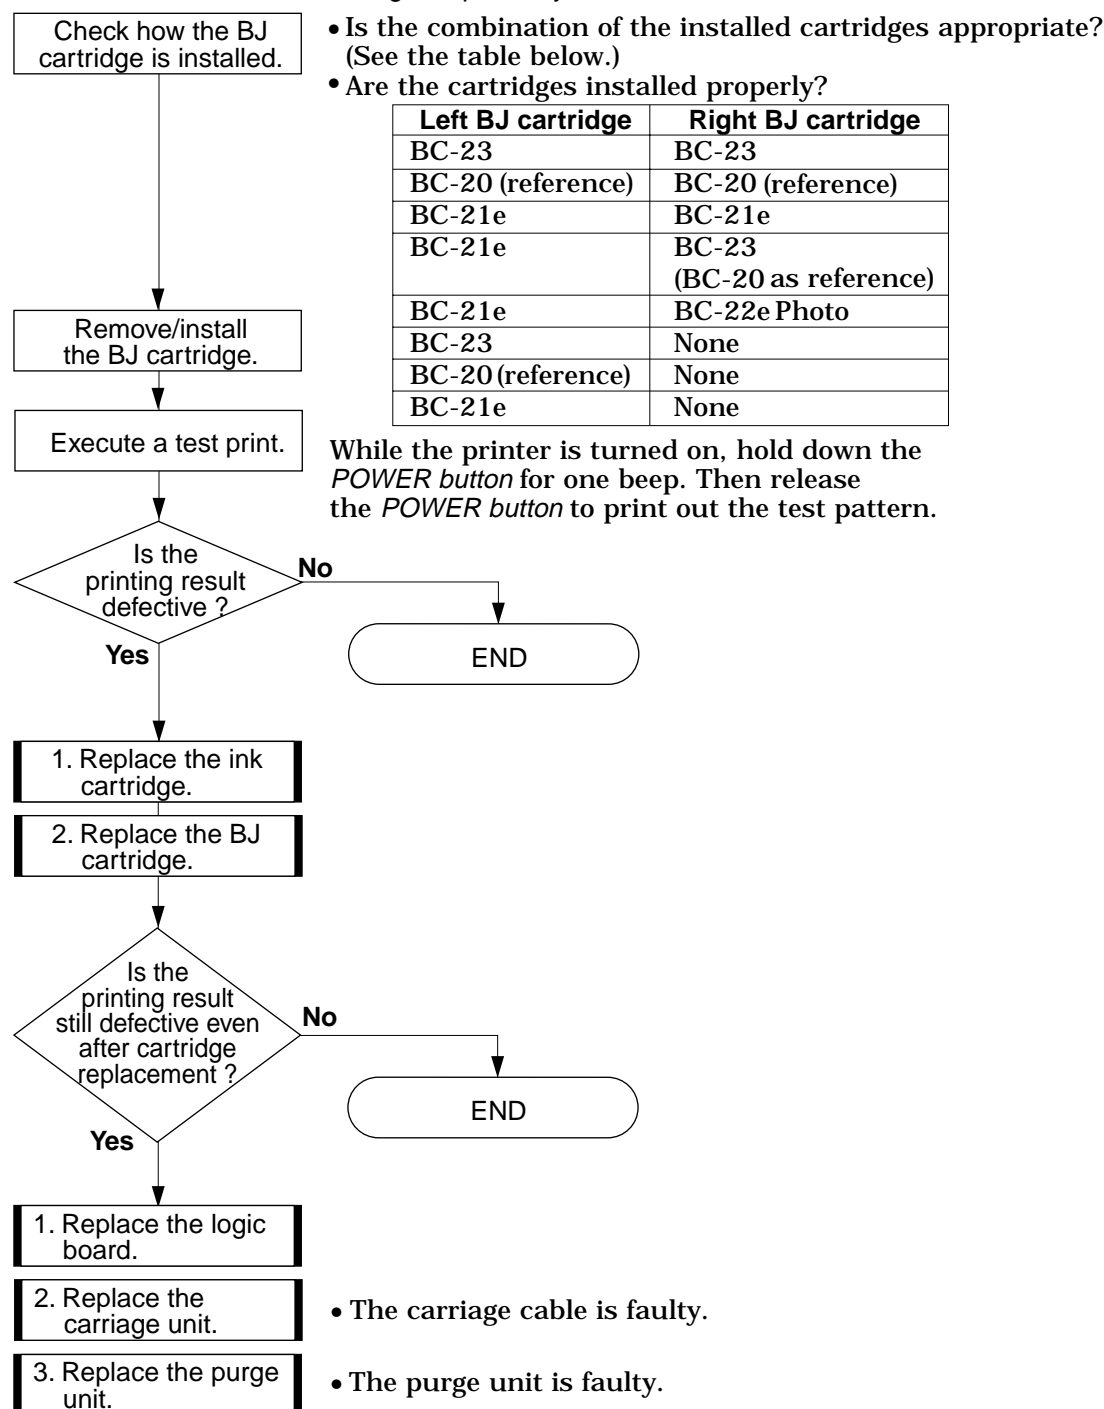 Check how the BJ
cartridge is installed.
• Is the combination of the installed cartridges appropriate?
(See the table below.)
• Are the cartridges installed properly?
Left BJ cartridge Right BJ cartridge
BC-23 BC-23
BC-20 (reference) BC-20 (reference)
BC-21e BC-21e
BC-21e BC-23
(BC-20 as reference)
BC-21e BC-22e Photo
BC-23 None
BC-20 (reference) None
BC-21e None
Remove/install
the BJ cartridge.
Execute a test print.
While the printer is turned on, hold down the
POWER button for one beep. Then release
the POWER button to print out the test pattern.
Is the
printing result
defective ?
No
Yes
END
1. Replace the ink
cartridge.
2. Replace the BJ
cartridge.
Is the
printing result
still defective even
after cartridge
replacement ?
No
Yes
END
1. Replace the logic
board.
2. Replace the
carriage unit.
• The carriage cable is faulty.
3. Replace the purge
unit.
• The purge unit is faulty.